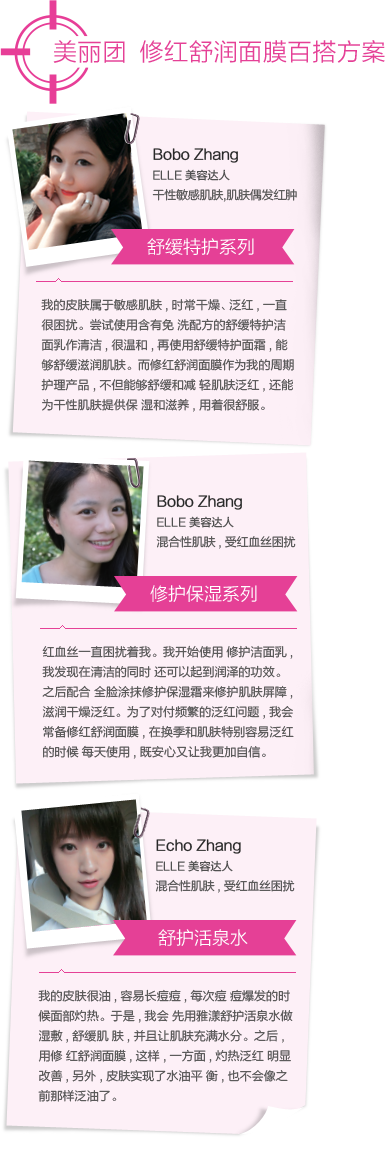 美丽团 修红舒润面膜百搭方案
Bobo Zhang
ELLE 美容达人
干性敏感肌肤,肌肤偶发红肿
舒缓特护系列
我的皮肤属于敏感肌肤，时常干燥、泛红，一直
很困扰。尝试使用含有免 洗配方的舒缓特护洁
面乳作清洁，很温和，再使用舒缓特护面霜，能
够舒缓滋润肌肤。而修红舒润面膜作为我的周期
护理产品，不但能够舒缓和减 轻肌肤泛红，还能
为干性肌肤提供保 湿和滋养，用着很舒服。
Bobo Zhang
ELLE 美容达人
混合性肌肤，受红血丝困扰
修护保湿系列
红血丝一直困扰着我。我开始使用 修护洁面乳，
我发现在清洁的同时 还可以起到润泽的功效。
之后配合 全脸涂抹修护保湿霜来修护肌肤屏障，
滋润干燥泛红。为了对付频繁的泛红问题，我会
常备修红舒润面膜，在换季和肌肤特别容易泛红
的时候 每天使用，既安心又让我更加自信。
Echo Zhang
ELLE 美容达人
混合性肌肤，受红血丝困扰
舒护活泉水
我的皮肤很油，容易长痘痘，每次痘 痘爆发的时
候面部灼热。于是，我会 先用雅漾舒护活泉水做
湿敷，舒缓肌 肤，并且让肌肤充满水分。之后，
用修 红舒润面膜，这样，一方面，灼热泛红 明显
改善，另外，皮肤实现了水油平 衡，也不会像之
前那样泛油了。